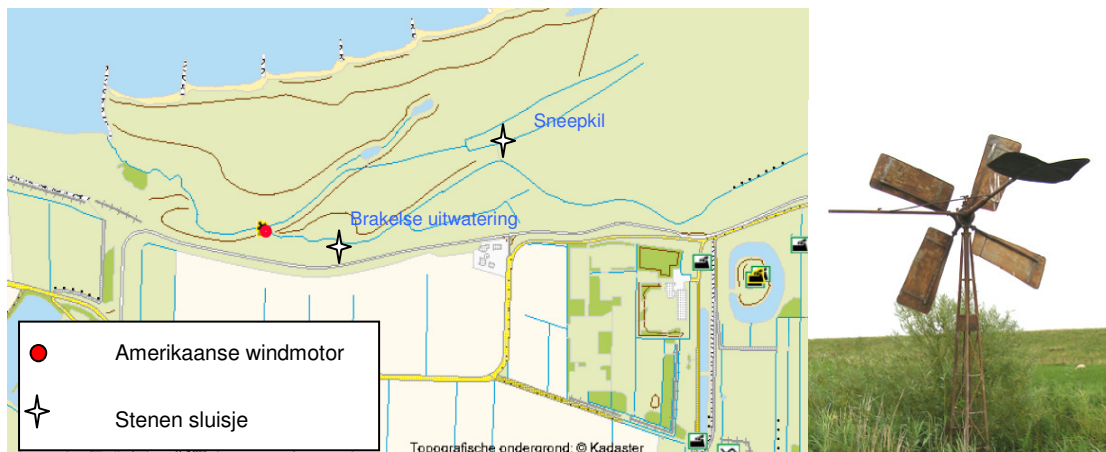 Sneepkil
Brakelse uitwatering
Amerikaanse windmotor
Stenen sluisje
Topografische ondergrond: © Kadaster